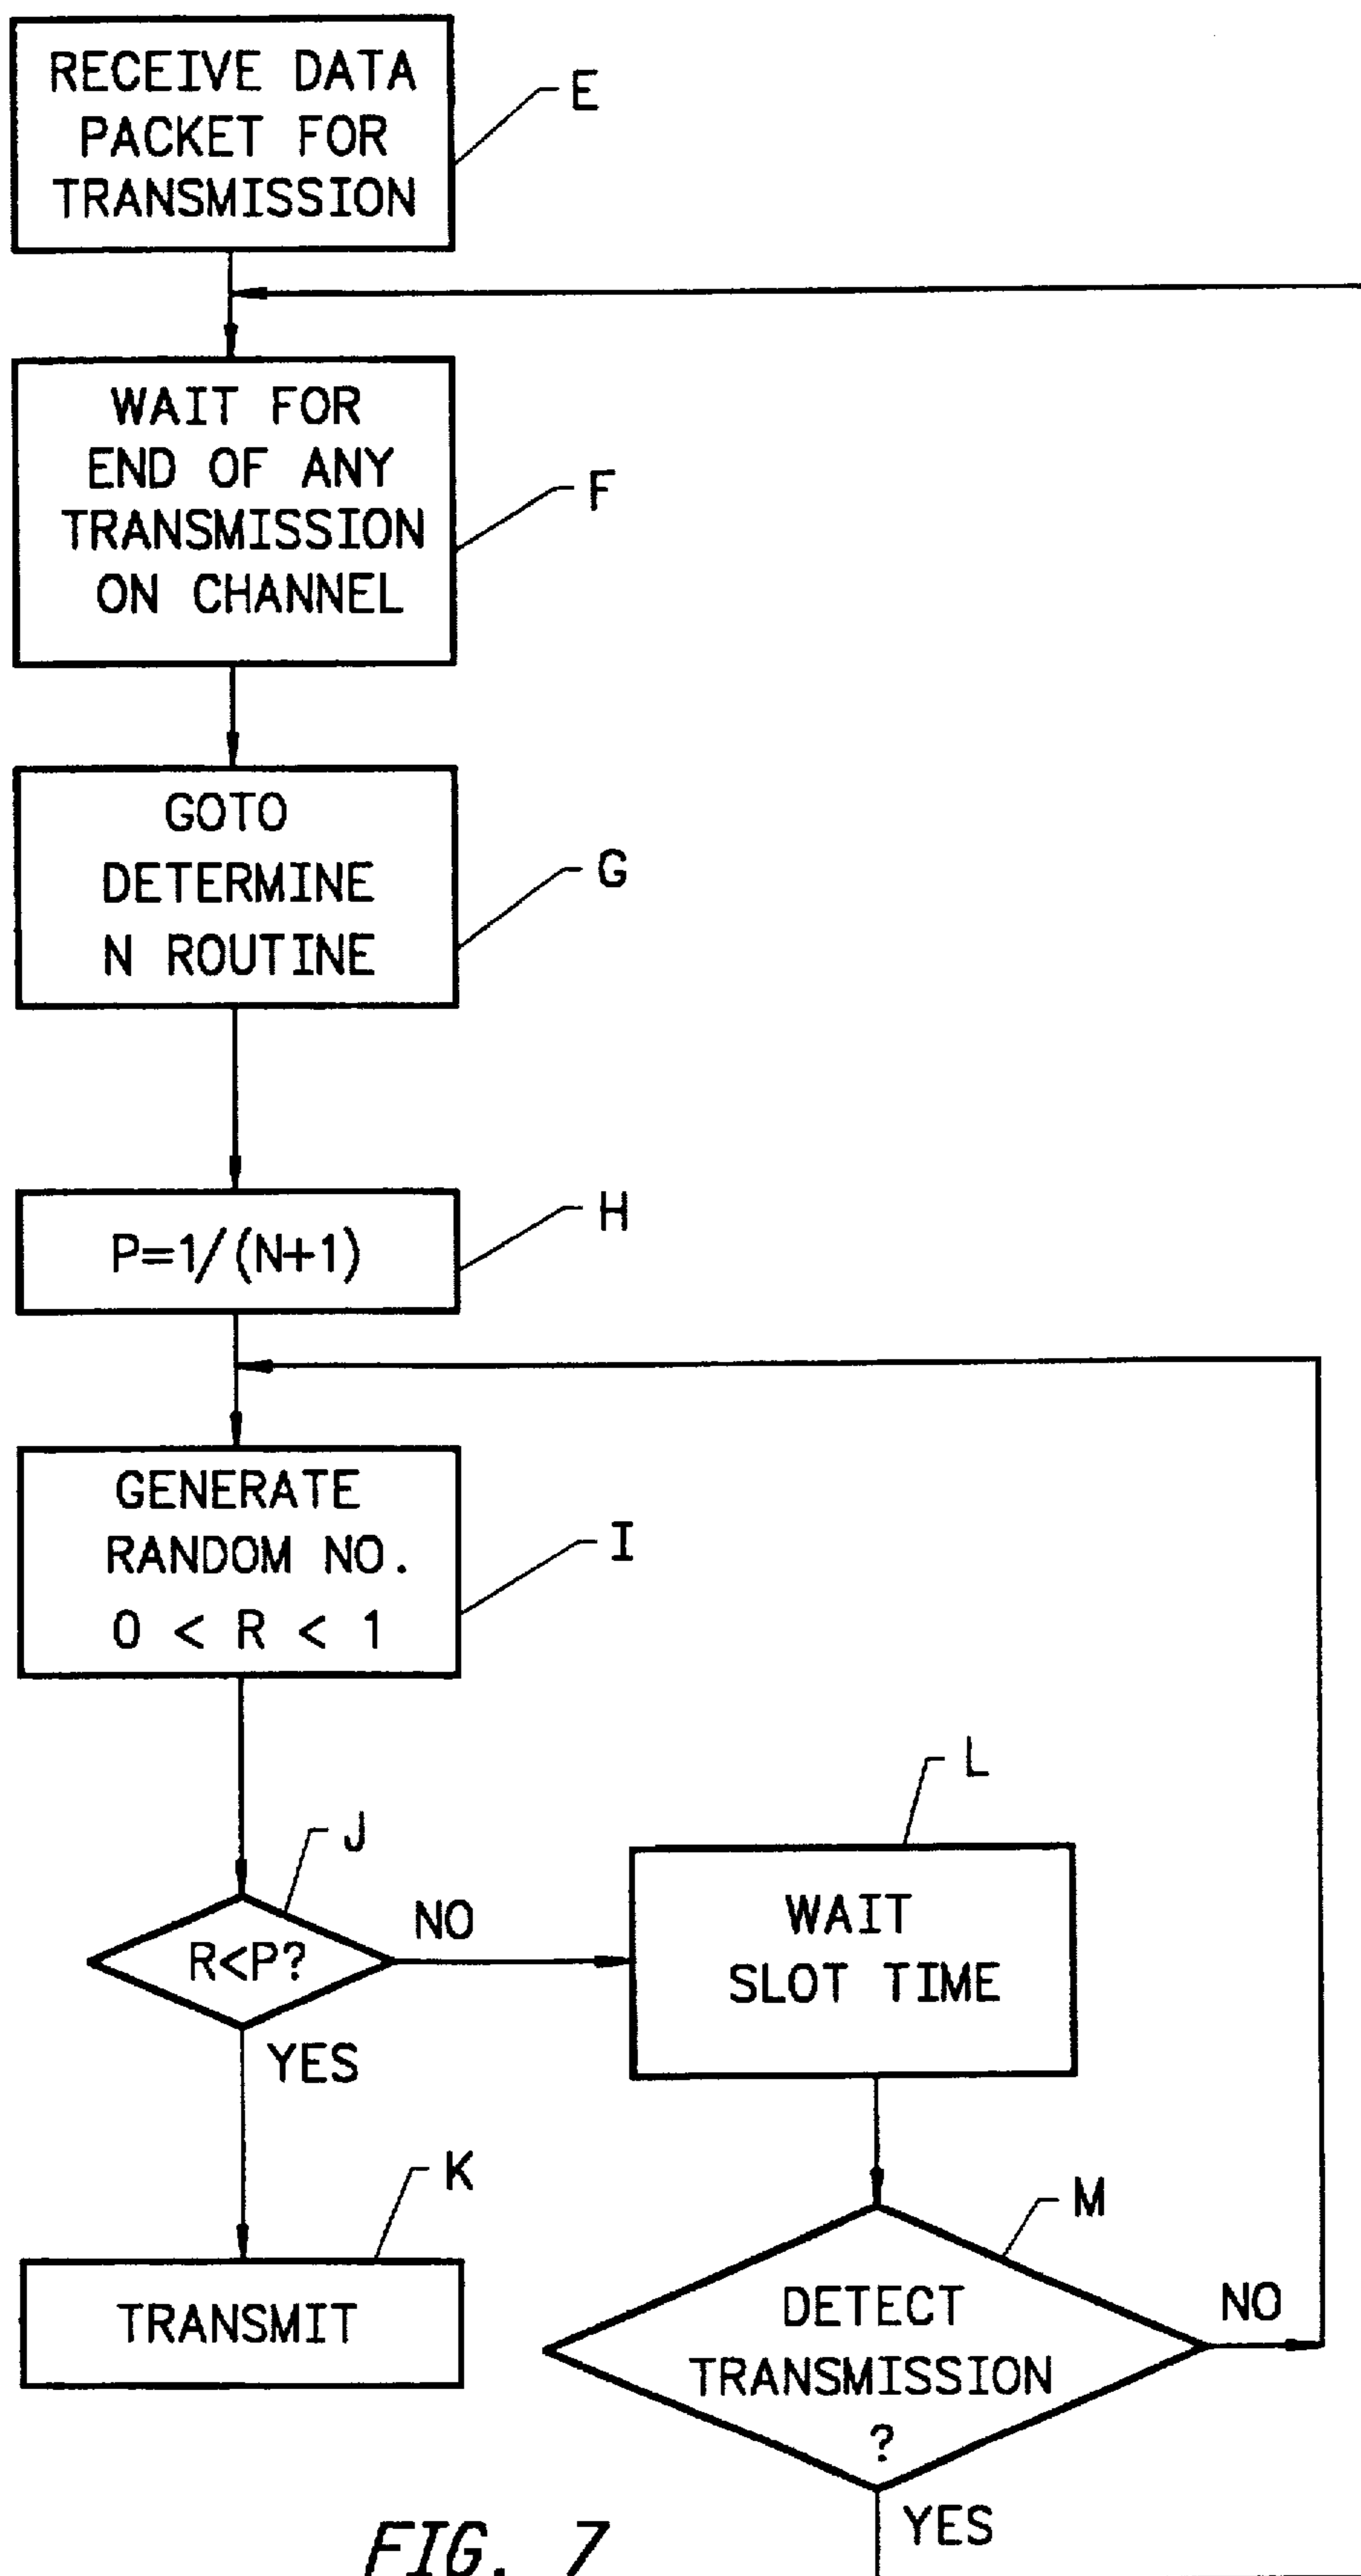 RECEIVE DATA
PACKET FOR
TRANSMISSION
E
WAIT FOR
END OF ANY
TRANSMISSION
ON CHANNEL
F
GOTO
DETERMINE
N ROUTINE
G
P=1/(N+1)
H
GENERATE
RANDOM NO.
0 < R < 1
I
J
R<P?
NO
YES
L
WAIT
SLOT TIME
K
TRANSMIT
M
DETECT
TRANSMISSION
?
NO
YES
FIG. 7